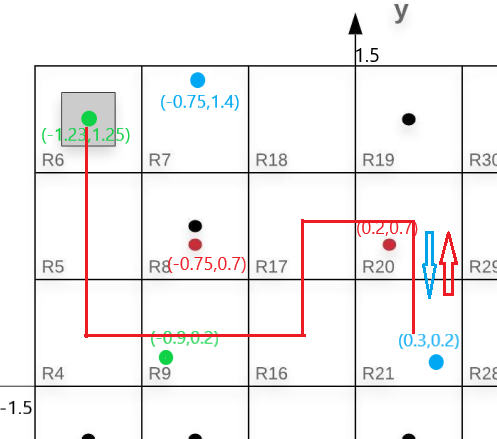 y
1.5
(-0.75,1.4)
(-1.23,1.25)
R6
R7
R18
R19
R30
(0.2,0.7)
R5
R8
(-0.75,0.7)
R17
R20
R29
(-0.9,0.2)
(0.3,0.2)
R4
R9
R16
R21
R28
-1.5